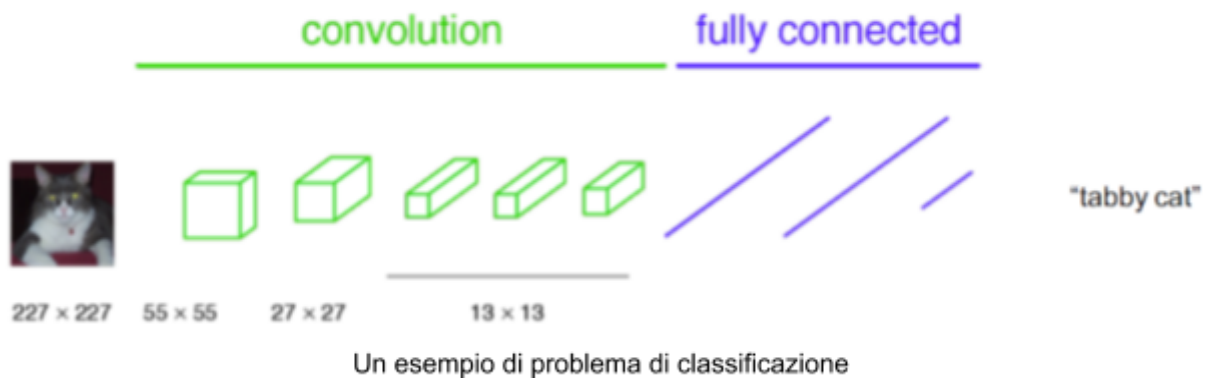 convolution fully connected
"tabby cat"
227 × 227 55 × 55 27 × 27 13 × 13
Un esempio di problema di classificazione